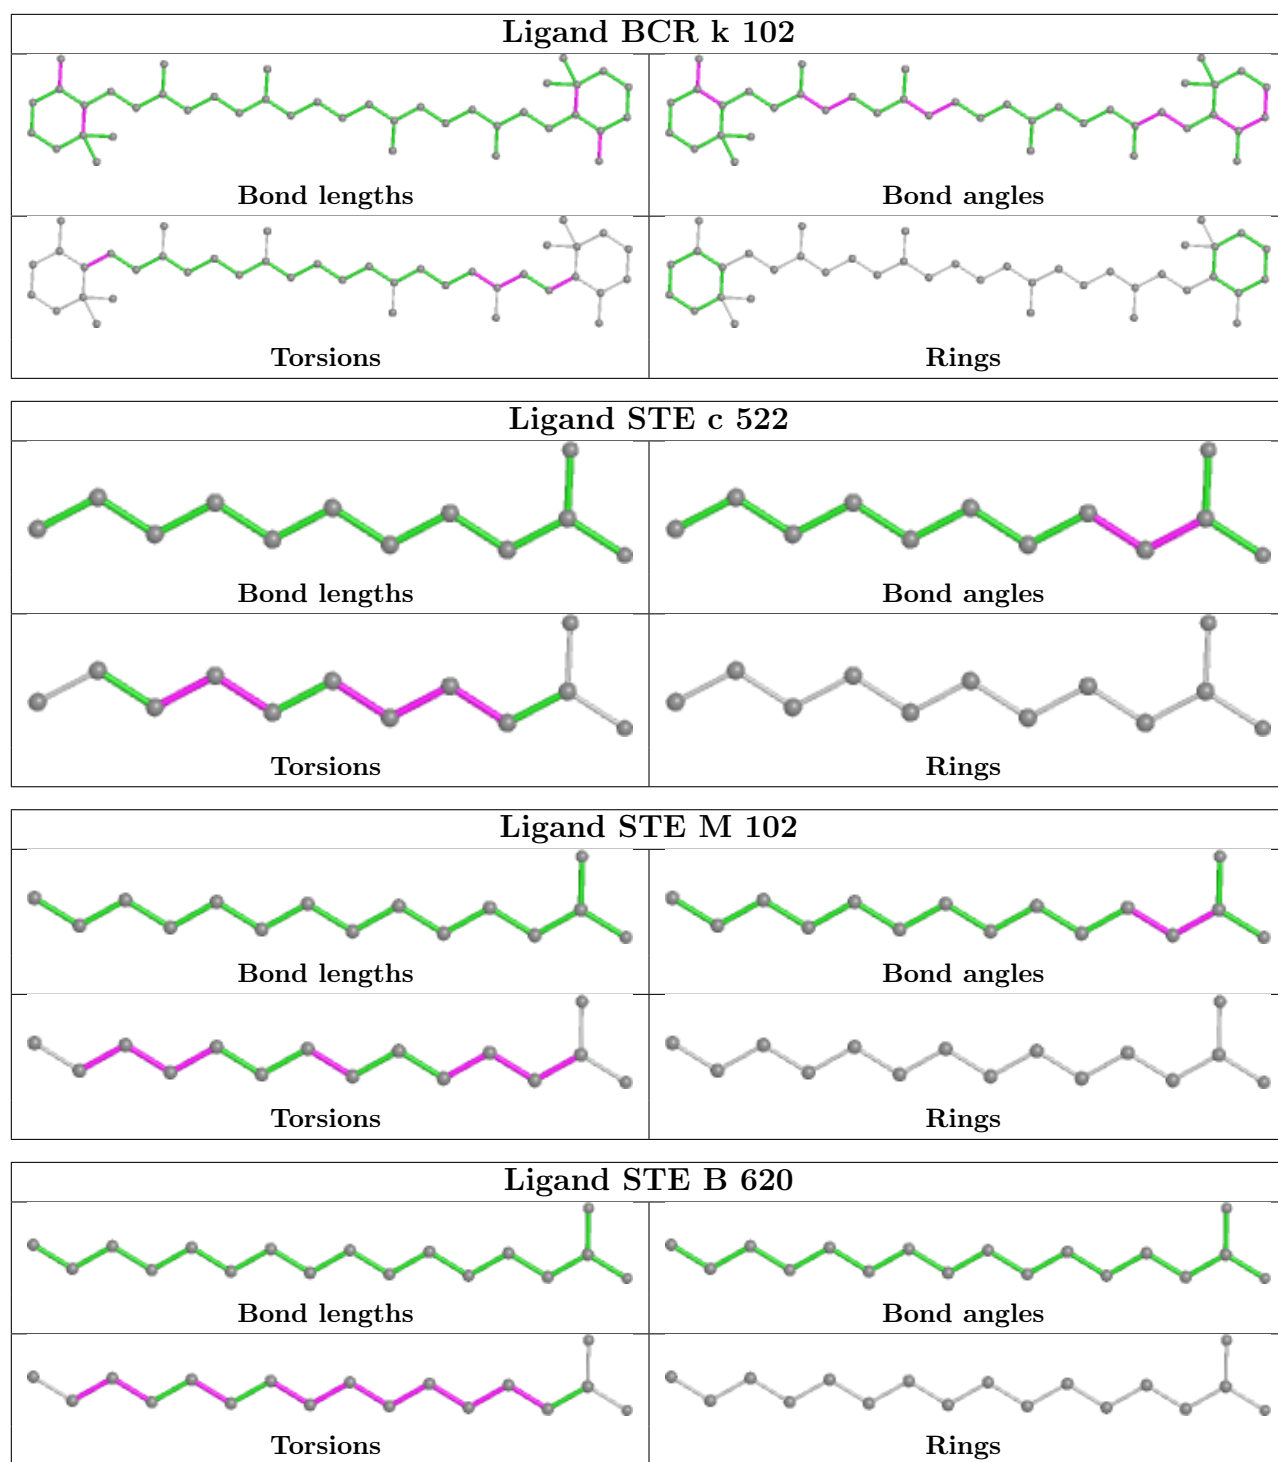 Ligand BCR k 102
Bond lengths
Bond angles
Torsions
Rings
Ligand STE c 522
Bond lengths
Bond angles
Torsions
Rings
Ligand STE M 102
Bond lengths
Bond angles
Torsions
Rings
Ligand STE B 620
Bond lengths
Bond angles
Torsions
Rings